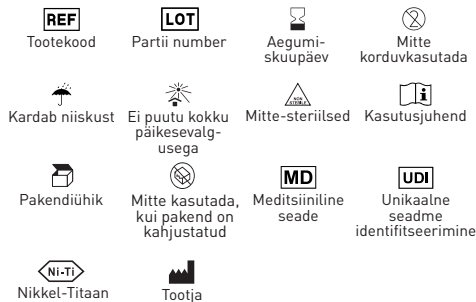 REF
LOT
Tootekood
Partii number
Aegumi-
skuupäev
Mitte
korduvkasutada
NON
STERILE
Kardab niiskust
Ei puutu kokku
päikesevalg-
usega
Mitte-steriilsed
Kasutusjuhend
MD
UDI
Pakendiühik
Mitte kasutada,
kui pakend on
kahjustatud
Meditsiiniline
seade
Unikaalne
seadme
identifitseerimine
Ni-Ti
Nikkel-Titaan
Tootja